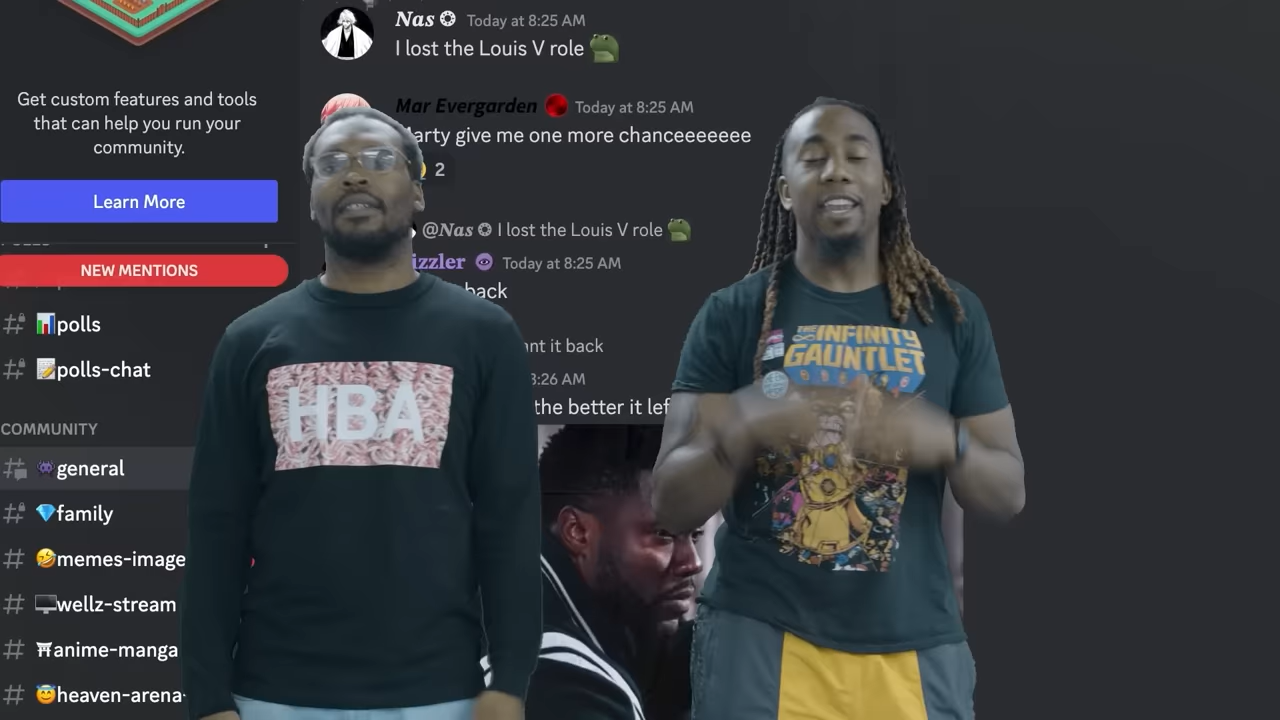 Get custom features and tools
that can help you run your
community.
Learn More
NEW MENTIONS
polls
polls-chat
COMMUNITY
general
family
memes-image
wellz-stream
anime-manga
heaven-arena-
Nas Today at 8:25 AM
I lost the Louis V role
Mar Evergarden Today at 8:25 AM
arty give me one more chanceeeeeee
2
@Nas I lost the Louis V role
izzler Today at 8:25 AM
back
nt it back
8:26 AM
the better it lef
HBA
THE INFINITY
GAUNTLET